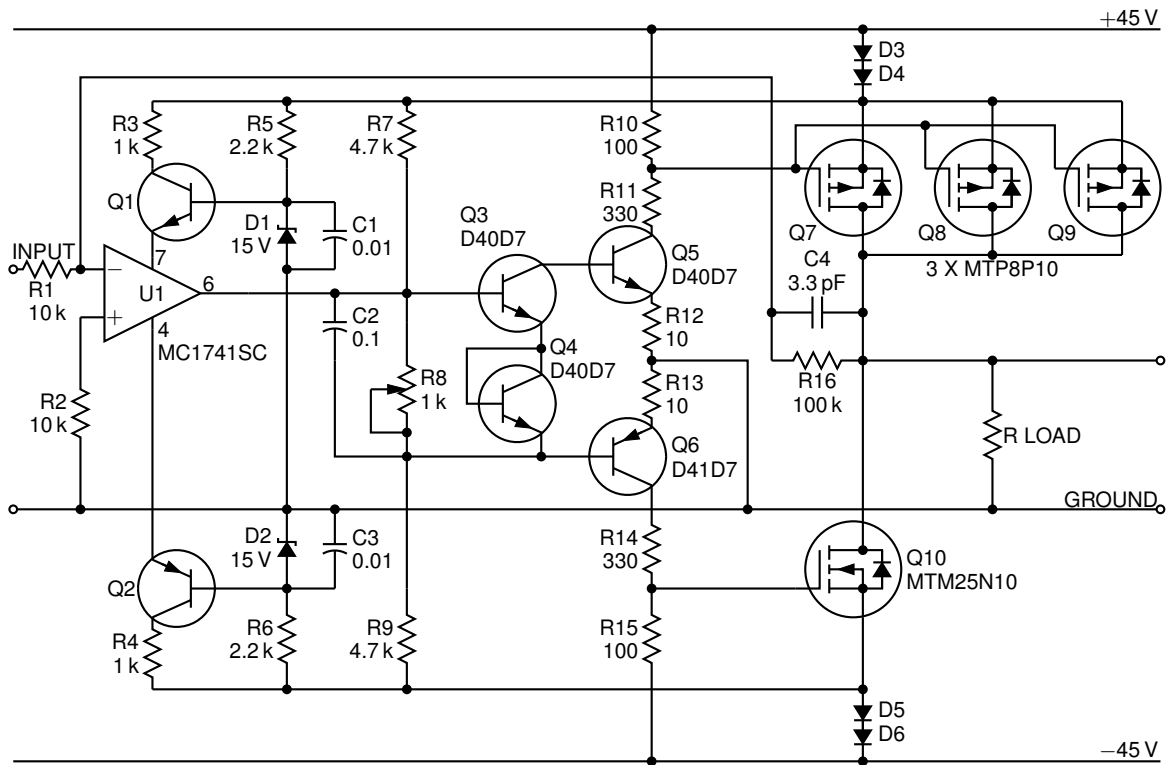 +45 V
D3
D4
R3
1 k
R5
2.2 k
R7
4.7 k
R10
100
Q1
D1
15 V
C1
0.01
Q3
D40D7
R11
330
Q5
D40D7
Q7
Q8
Q9
3 X MTP8P10
INPUT
R1
10 k
−
+
U1
7
6
4
MC1741SC
C2
0.1
R12
10
C4
3.3 pF
Q4
D40D7
R8
1 k
R13
10
R16
100 k
R2
10 k
Q6
D41D7
R LOAD
GROUND
D2
15 V
C3
0.01
R14
330
Q10
MTM25N10
Q2
R4
1 k
R6
2.2 k
R9
4.7 k
R15
100
D5
D6
−45 V